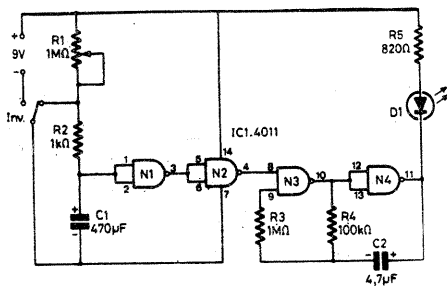 +
9V
-
R1
1MΩ
Inv.
R2
1kΩ
+
C1
470µF
-
1
2
N1
3
5
6
N2
14
7
4
IC1.4011
8
9
N3
10
R3
1MΩ
R4
100kΩ
12
13
N4
11
R5
820Ω
D1
- C2 +
4,7µF